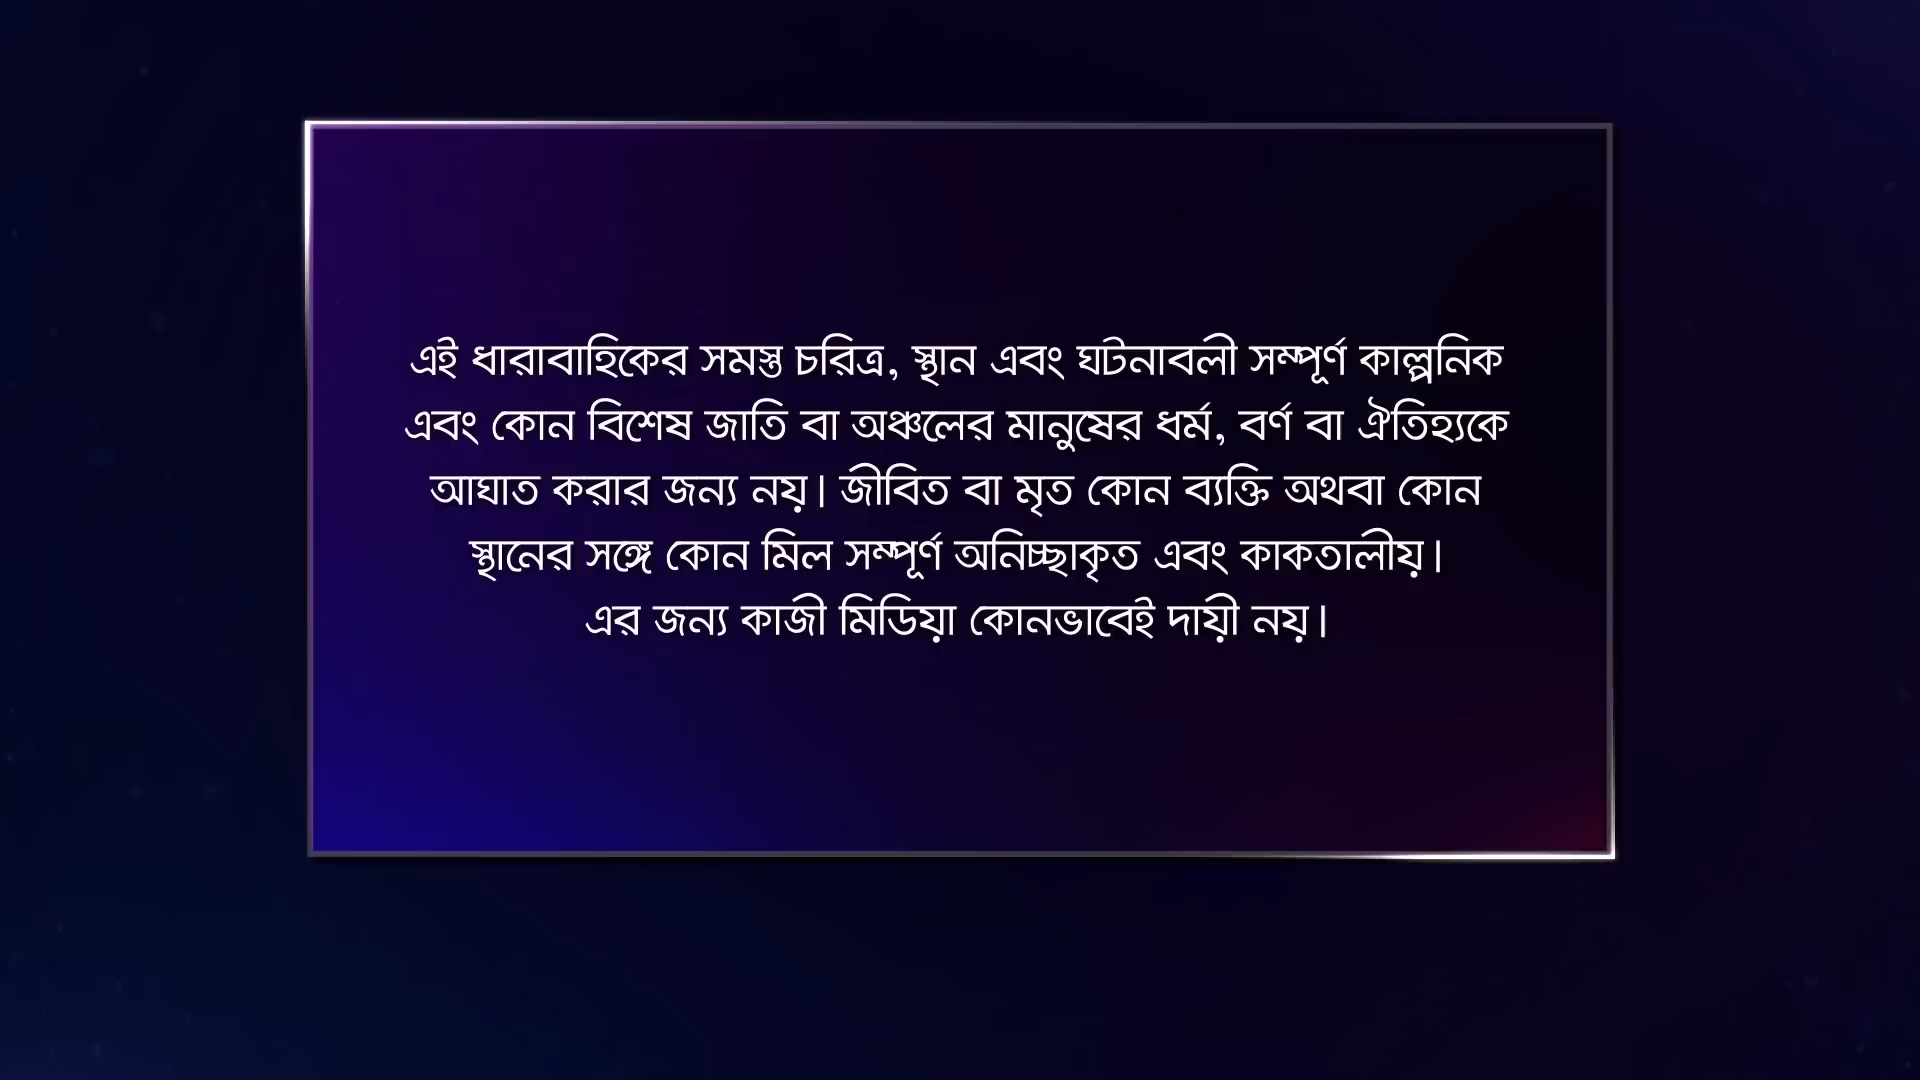 এই ধারাবাহিকের সমস্ত চরিত্র, স্থান এবং ঘটনাবলী সম্পূর্ণ কাল্পনিক
এবং কোন বিশেষ জাতি বা অঞ্চলের মানুষের ধর্ম, বর্ণ বা ঐতিহ্যকে
আঘাত করার জন্য নয়। জীবিত বা মৃত কোন ব্যক্তি অথবা কোন
স্থানের সঙ্গে কোন মিল সম্পূর্ণ অনিচ্ছাকৃত এবং কাকতালীয়।
এর জন্য কাজী মিডিয়া কোনভাবেই দায়ী নয়।